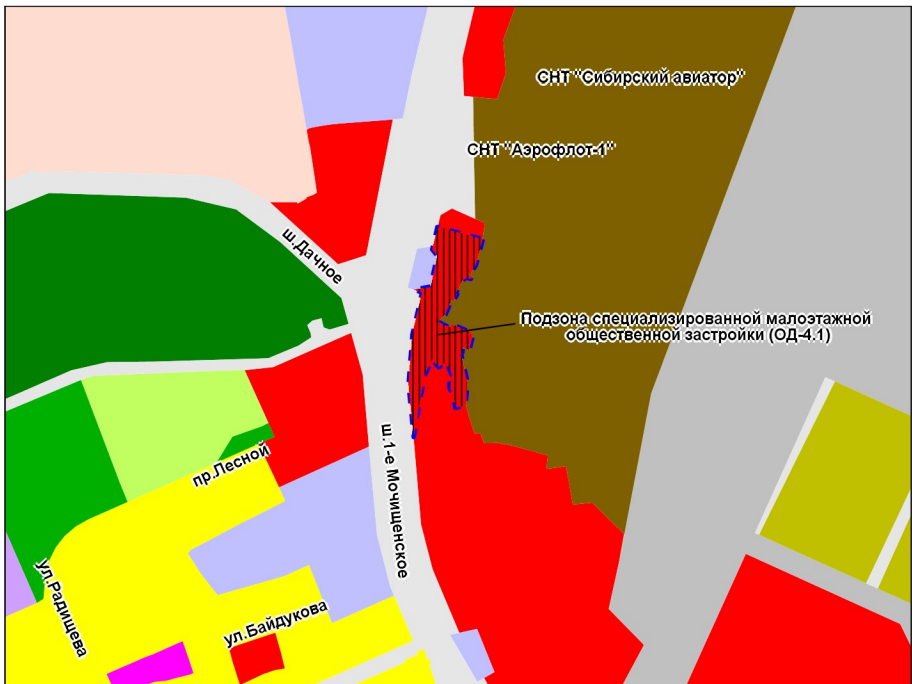 СНТ "Сибирский авиатор"
СНТ "Аэрофлот-1"
ш.Дачное
Подзона специализированной малоэтажной
общественной застройки (ОД-4.1)
пр.Лесной
ш.1-е Мочищенское
ул.Радищева
ул.Байдукова